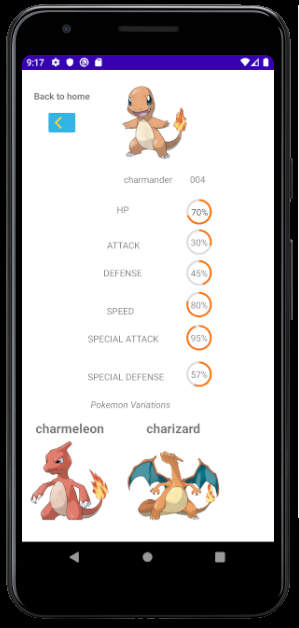 9:17
Back to home
charmander 004
HP 70%
ATTACK 30%
DEFENSE 45%
SPEED 80%
SPECIAL ATTACK 95%
SPECIAL DEFENSE 57%
Pokemon Variations
charmeleon charizard